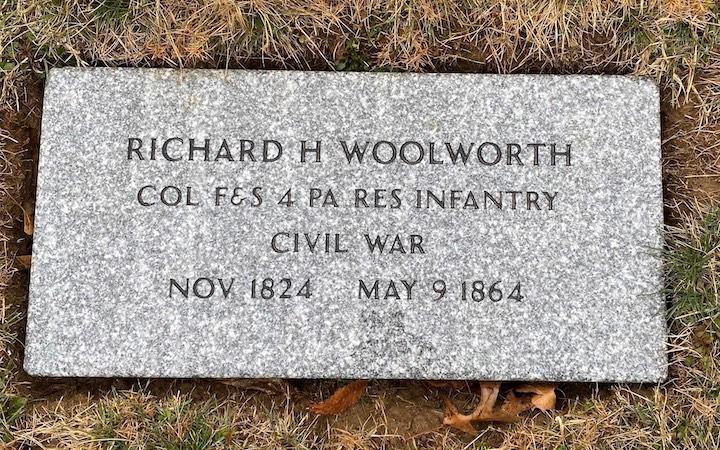 RICHARD H WOOLWORTH
COL F&S 4 PA RES INFANTRY
CIVIL WAR
NOV 1824 MAY 9 1864